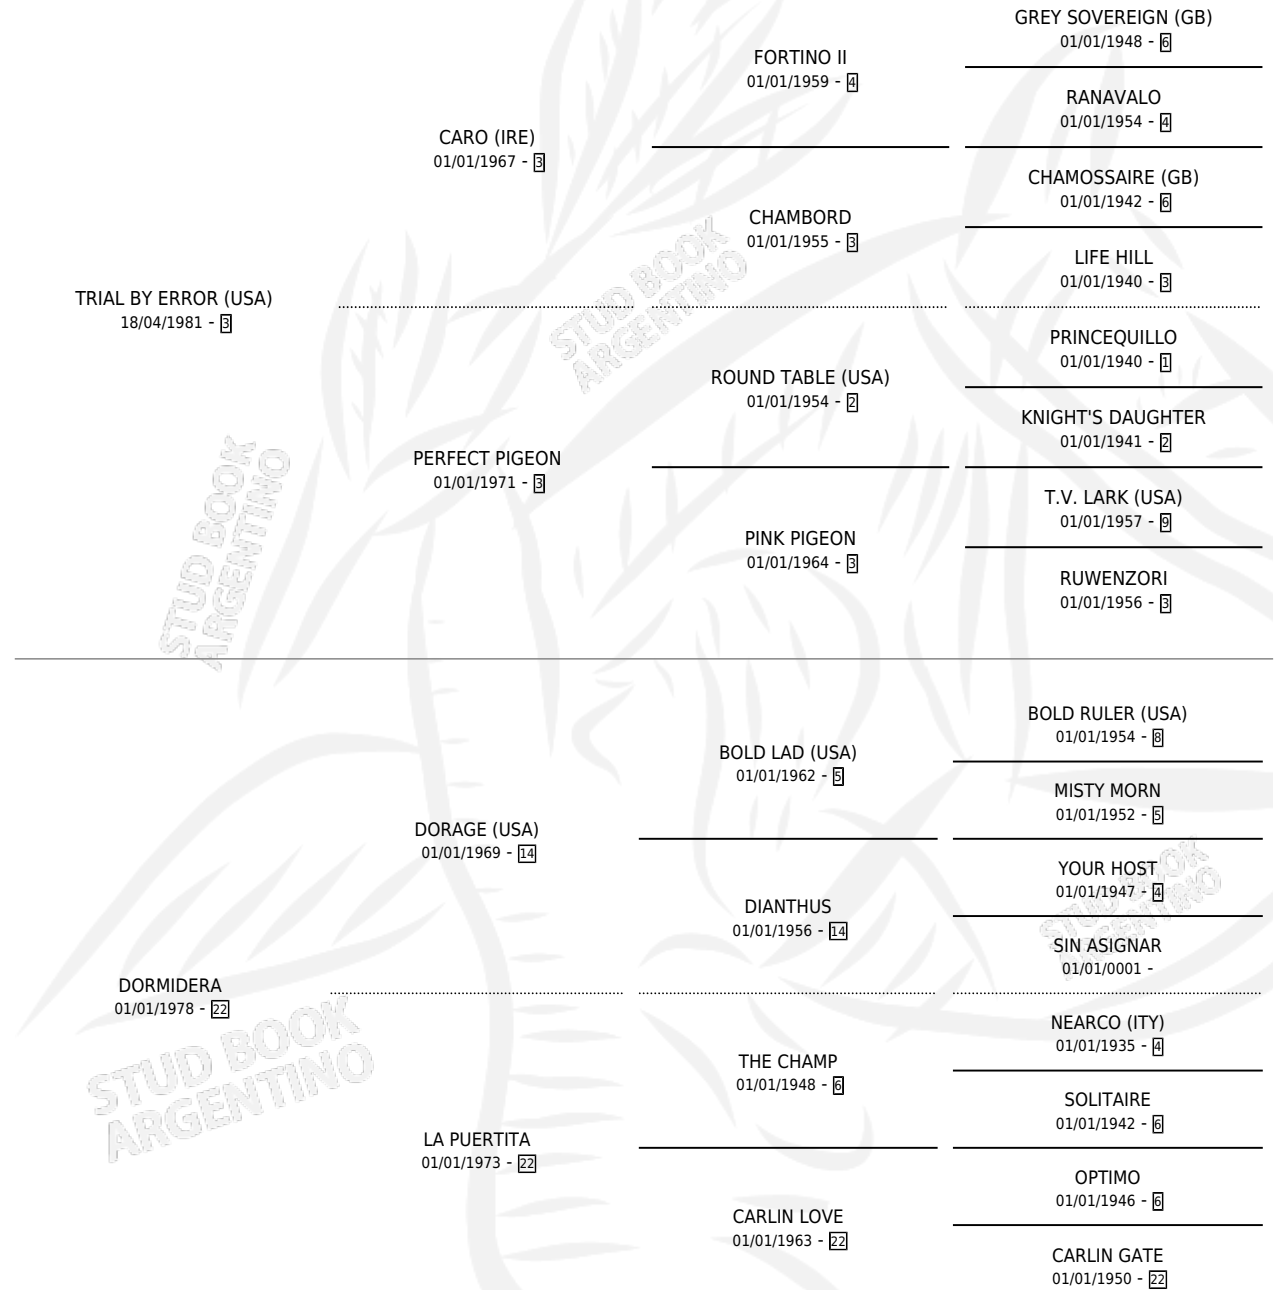 GREY SOVEREIGN (GB)
01/01/1948 - 6
FORTINO II
01/01/1959 - 4
RANAVALO
01/01/1954 - 4
CARO (IRE)
01/01/1967 - 3
CHAMOSSAIRE (GB)
01/01/1942 - 6
CHAMBORD
01/01/1955 - 3
LIFE HILL
01/01/1940 - 3
TRIAL BY ERROR (USA)
18/04/1981 - 3
PRINCEQUILLO
01/01/1940 - 1
ROUND TABLE (USA)
01/01/1954 - 2
KNIGHT'S DAUGHTER
01/01/1941 - 2
PERFECT PIGEON
01/01/1971 - 3
T.V. LARK (USA)
01/01/1957 - 9
PINK PIGEON
01/01/1964 - 3
RUWENZORI
01/01/1956 - 3
BOLD RULER (USA)
01/01/1954 - 8
BOLD LAD (USA)
01/01/1962 - 5
MISTY MORN
01/01/1952 - 5
DORAGE (USA)
01/01/1969 - 14
YOUR HOST
01/01/1947 - 4
DIANTHUS
01/01/1956 - 14
SIN ASIGNAR
01/01/0001 -
DORMIDERA
01/01/1978 - 22
NEARCO (ITY)
01/01/1935 - 4
THE CHAMP
01/01/1948 - 6
SOLITAIRE
01/01/1942 - 6
LA PUERTITA
01/01/1973 - 22
OPTIMO
01/01/1946 - 6
CARLIN LOVE
01/01/1963 - 22
CARLIN GATE
01/01/1950 - 22
STUD BOOK
ARGENTINO
STUD BOOK
ARGENTINO
STUD BOOK
ARGENTINO
STUD BOOK
ARGENTINO